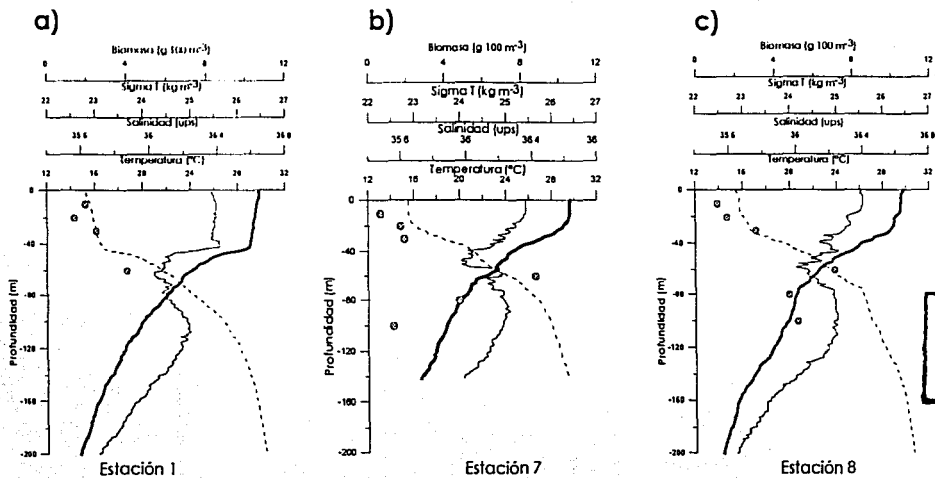 a)
Biomasa (g 100 m-3)
0 4 8 12
Sigma T (kg m-3)
22 23 24 25 26 27
Salinidad (ups)
35 6 36 36 4 36 8
Temperatura (°C)
12 16 20 24 28 32
Profundidad (m)
0
-40
-80
-120
-160
-200
Estación 1
b)
Biomasa (g 100 m-3)
0 4 8 12
Sigma T (kg m-3)
22 23 24 25 26 27
Salinidad (ups)
35 6 36 36 4 36
Temperatura (°C)
12 16 20 24 28 32
Profundidad (m)
0
-40
-80
-120
-160
-200
Estación 7
c)
Biomasa (g 100 m-3)
0 4 8 12
Sigma T (kg m-3)
22 23 24 25 26 27
Salinidad (ups)
35 6 36 36 4 36 8
Temperatura (°C)
12 16 20 24 28 32
Profundidad (m)
0
-40
-80
-120
-160
-200
Estación 8